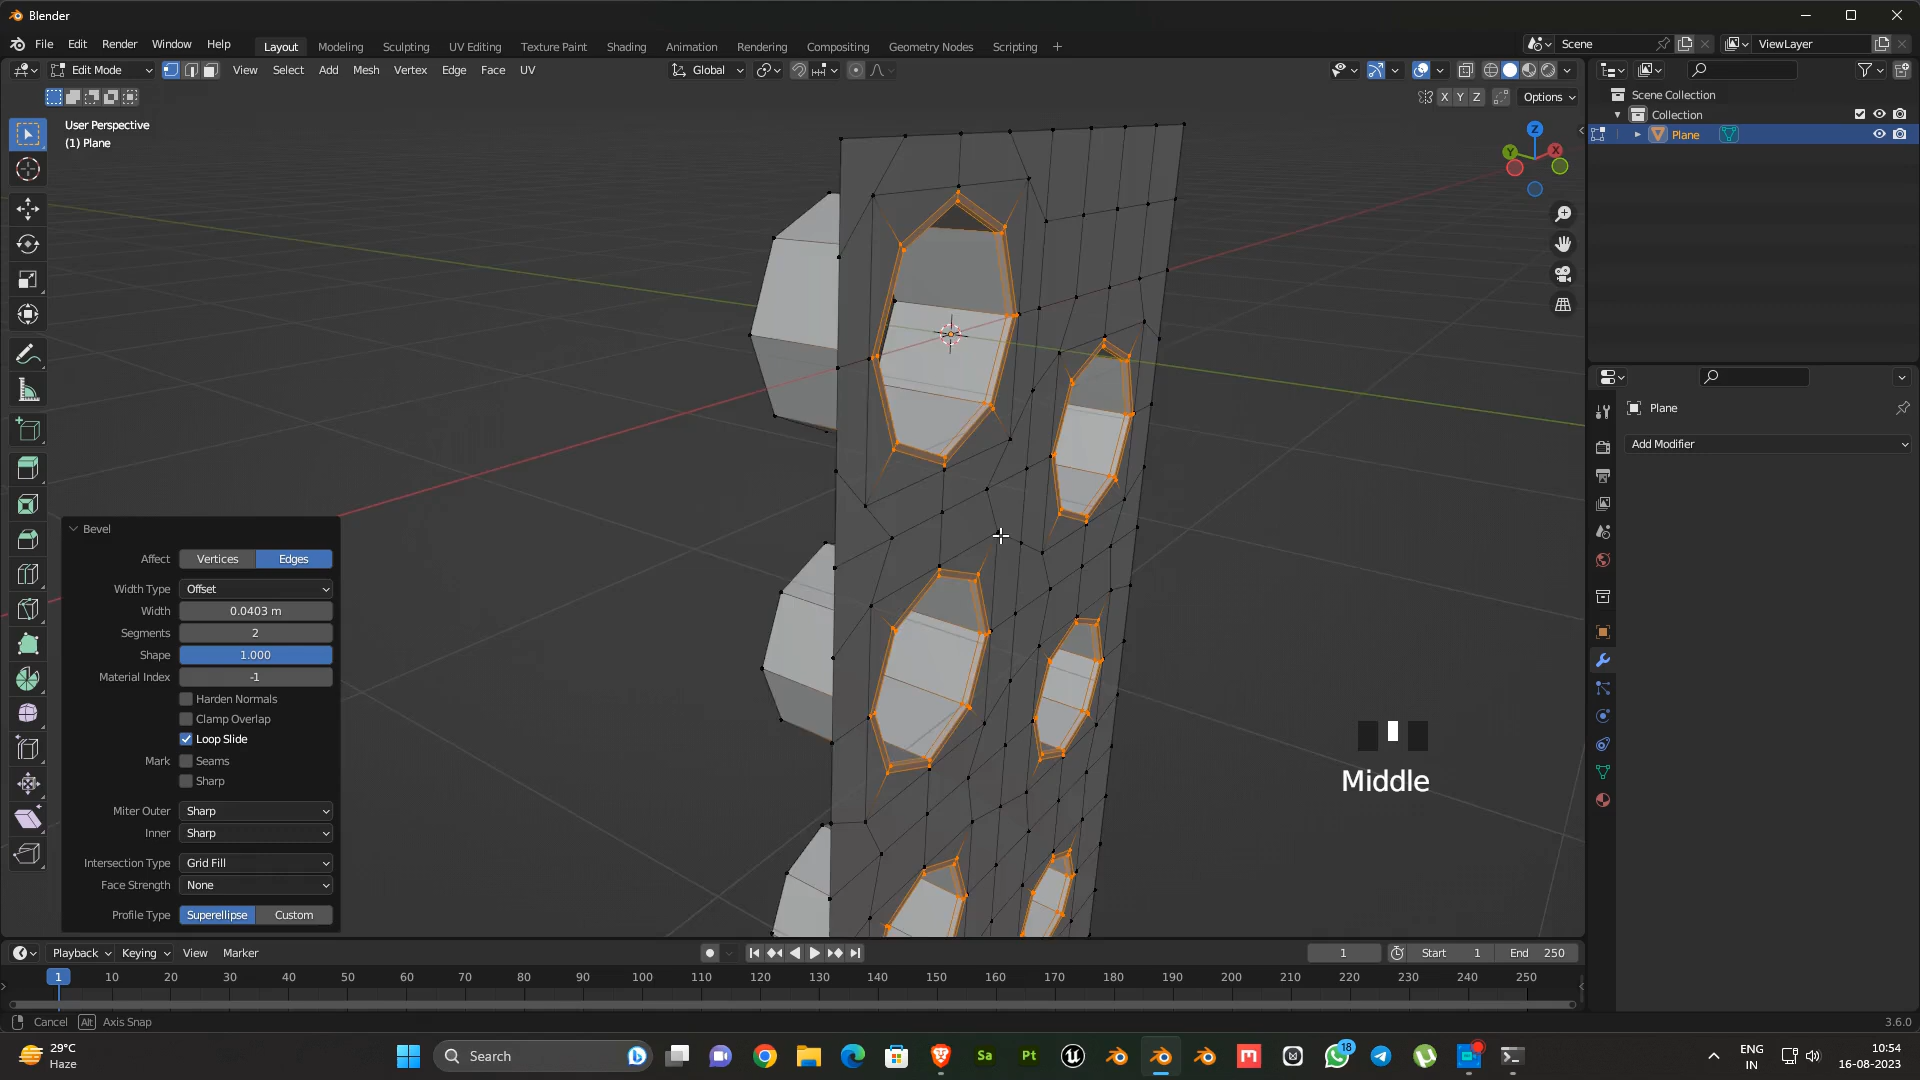 Blender
File Edit Render Window Help Layout Modeling Sculpting UV Editing Texture Paint Shading Animation Rendering Compositing Geometry Nodes Scripting + Scene ViewLayer
Edit Mode View Select Add Mesh Vertex Edge Face UV Global
X Y Z Options
Scene Collection
Collection
Plane
User Perspective
(1) Plane
Z
Y X
Plane
Add Modifier
Bevel
Affect Vertices Edges
Width Type Offset
Width 0.0403 m
Segments 2
Shape 1.000
Material Index -1
Harden Normals
Clamp Overlap
Loop Slide
Mark Seams
Sharp
Miter Outer Sharp
Inner Sharp
Intersection Type Grid Fill
Face Strength None
Profile Type Superellipse Custom
Middle
Playback Keying View Marker 1 Start 1 End 250
1 10 20 30 40 50 60 70 80 90 100 110 120 130 140 150 160 170 180 190 200 210 220 230 240 250
Cancel Alt Axis Snap 3.6.0
29°C
Haze
Search
Sa Pt 18
ENG
IN
10:54
16-08-2023